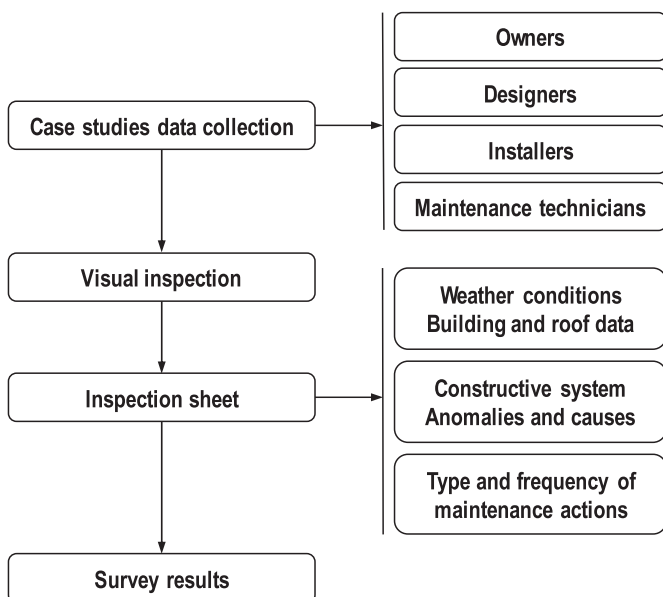 Case studies data collection
Owners
Designers
Installers
Maintenance technicians
Visual inspection
Inspection sheet
Weather conditions
Building and roof data
Constructive system
Anomalies and causes
Type and frequency of
maintenance actions
Survey results